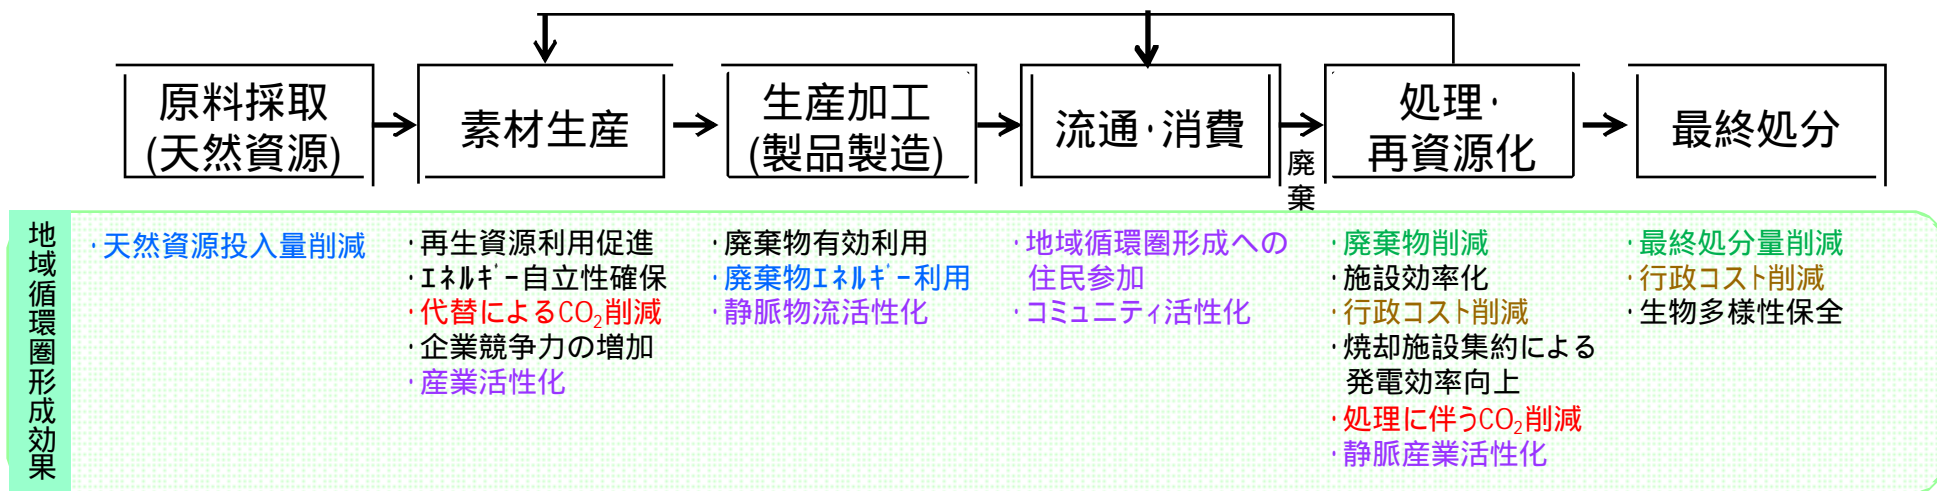 原料採取
(天然資源)
素材生産
生産加工
(製品製造)
流通・消費
廃棄
処理・
再資源化
最終処分
地域循環圏形成効果
・天然資源投入量削減
・再生資源利用促進
・ｴﾈﾙｷﾞｰ自立性確保
・代替によるCO₂削減
・企業競争力の増加
・産業活性化
・廃棄物有効利用
・廃棄物ｴﾈﾙｷﾞｰ利用
・静脈物流活性化
・地域循環圏形成への
住民参加
・コミュニティ活性化
・廃棄物削減
・施設効率化
・行政コスト削減
・焼却施設集約による
発電効率向上
・処理に伴うCO₂削減
・静脈産業活性化
・最終処分量削減
・行政コスト削減
・生物多様性保全